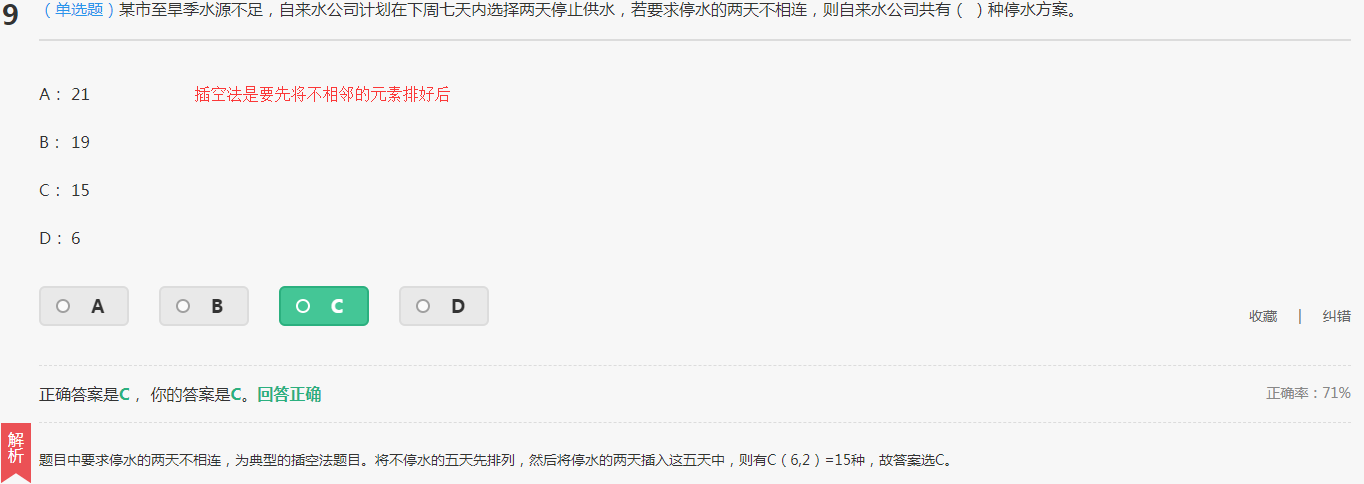 9 （单选题）某市至旱季水源不足，自来水公司计划在下周七天内选择两天停止供水，若要求停水的两天不相连，则自来水公司共有（ ）种停水方案。
A： 21 插空法是要先将不相邻的元素排好后
B： 19
C： 15
D： 6
A B C D
收藏 | 纠错
正确答案是C， 你的答案是C。回答正确 正确率：71%
解析
题目中要求停水的两天不相连，为典型的插空法题目。将不停水的五天先排列，然后将停水的两天插入这五天中，则有C（6,2）=15种，故答案选C。